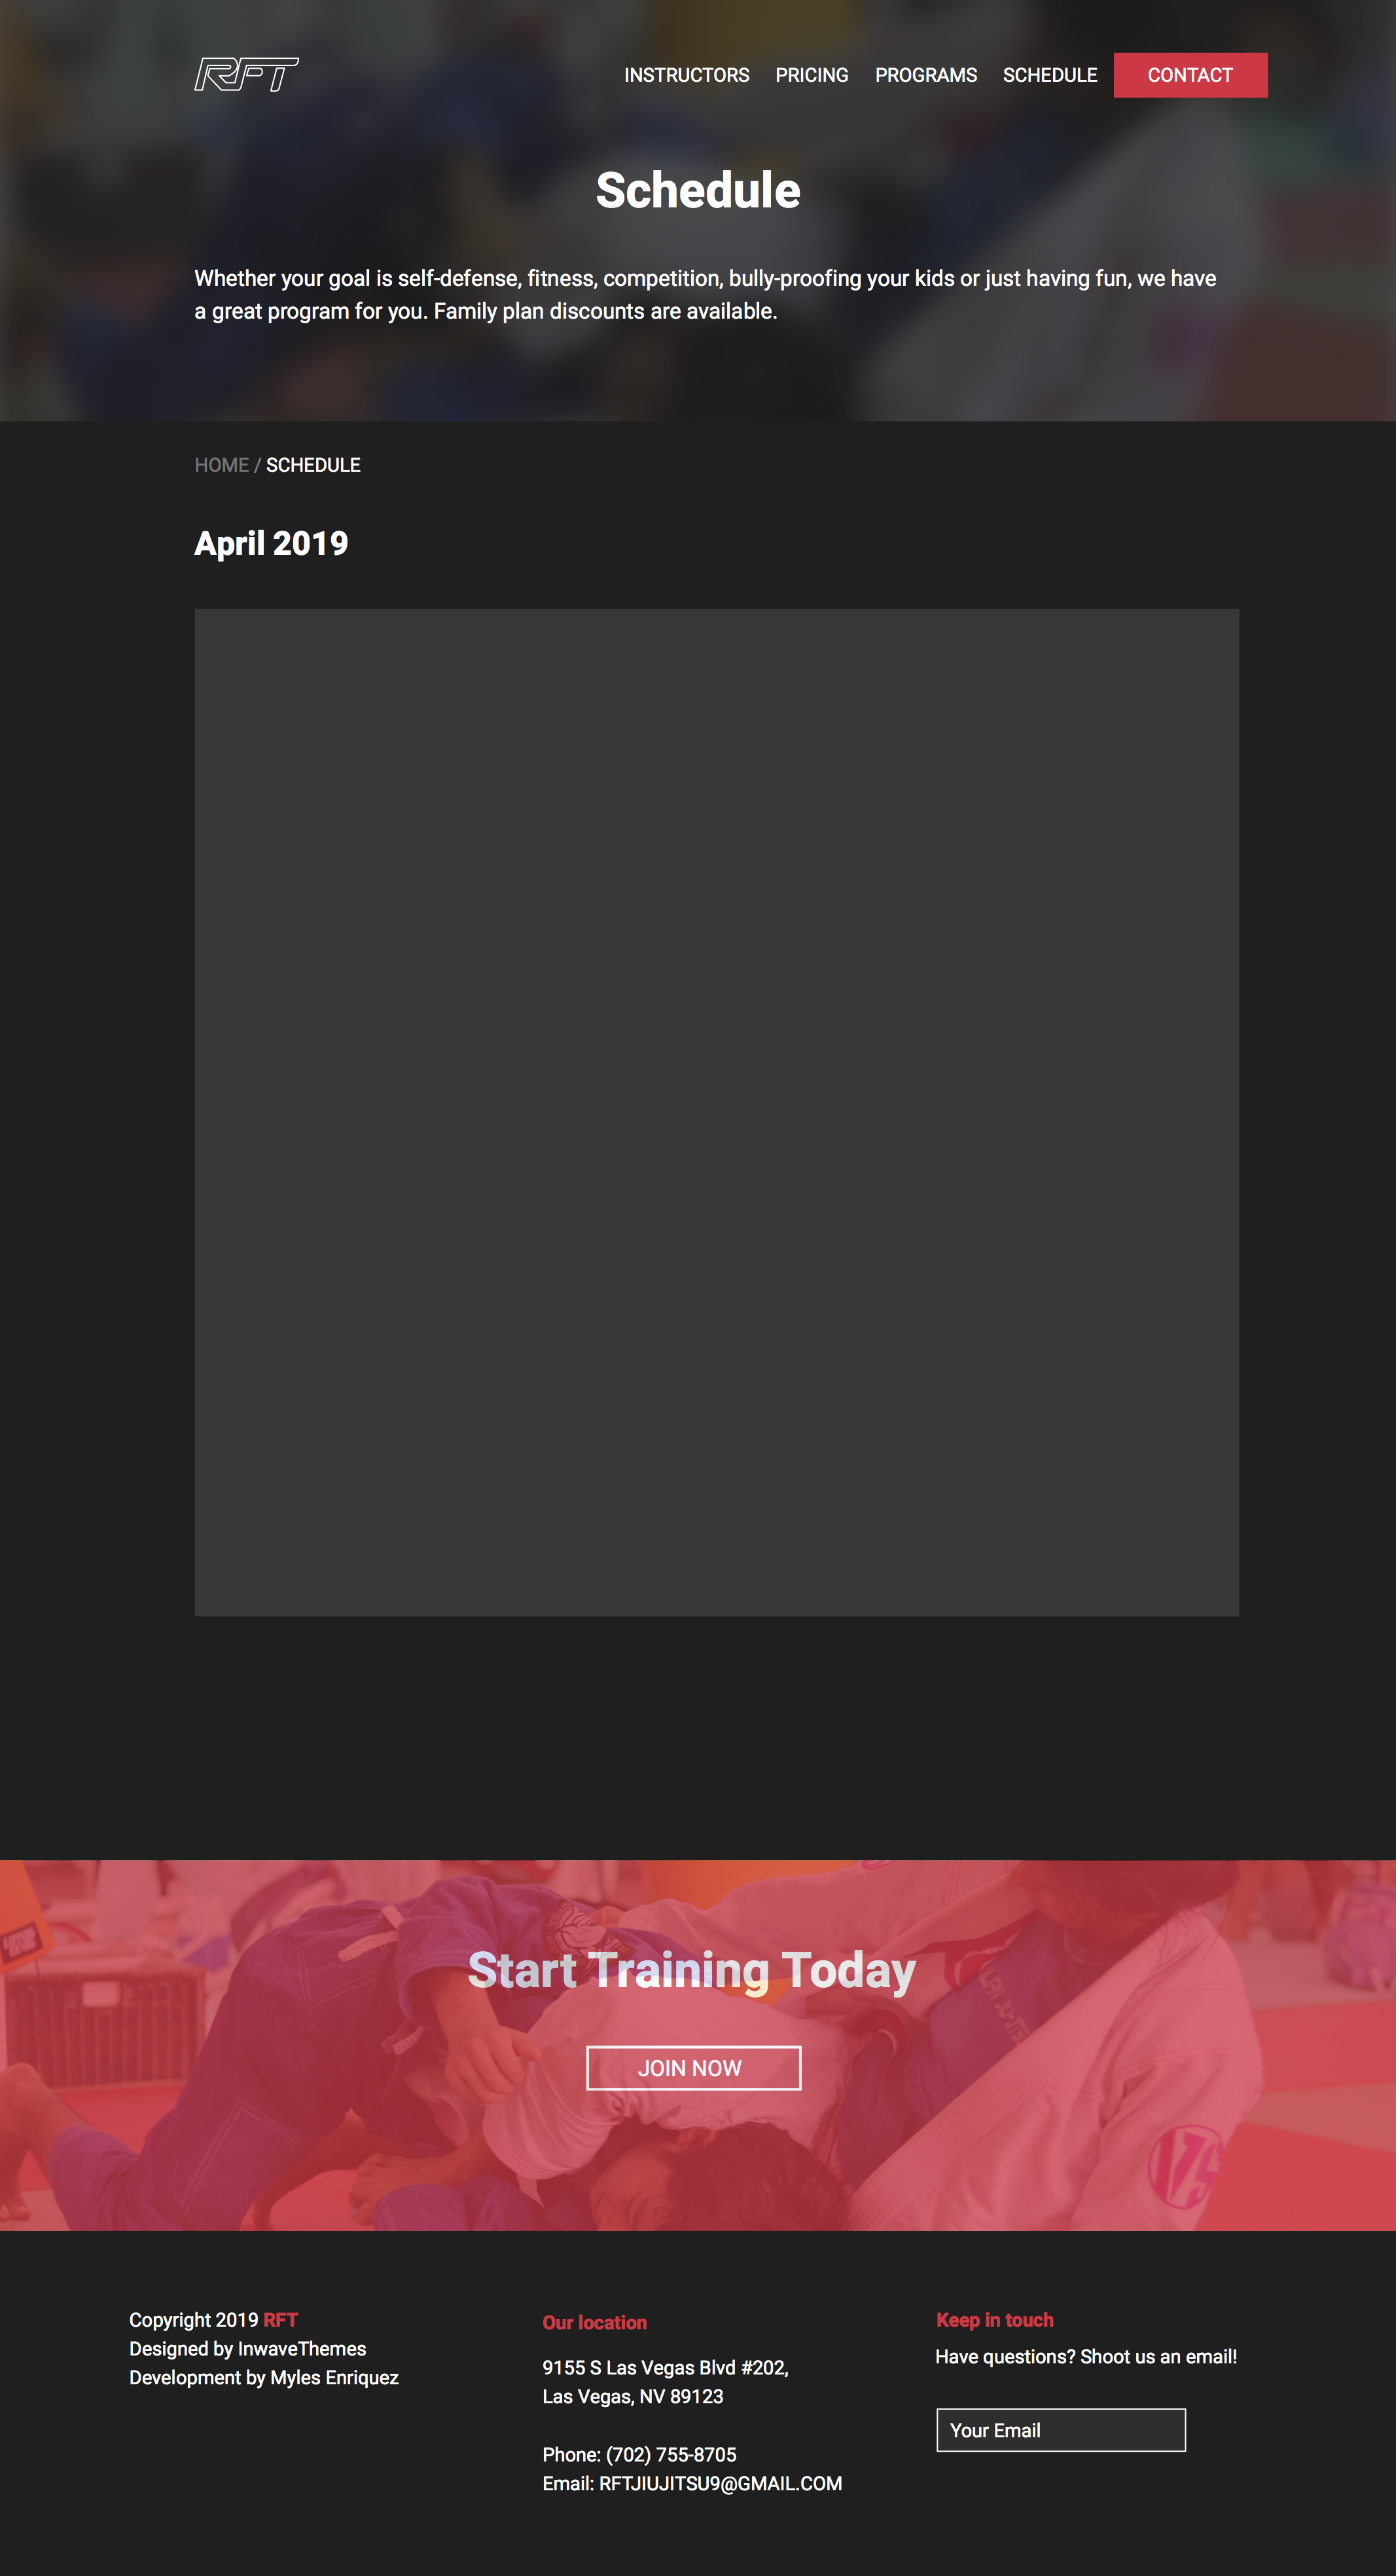 RFT
INSTRUCTORS PRICING PROGRAMS SCHEDULE CONTACT
Schedule
Whether your goal is self-defense, fitness, competition, bully-proofing your kids or just having fun, we have
a great program for you. Family plan discounts are available.
HOME / SCHEDULE
April 2019
Start Training Today
JOIN NOW
Copyright 2019 RFT
Designed by InwaveThemes
Development by Myles Enriquez
Our location
9155 S Las Vegas Blvd #202,
Las Vegas, NV 89123
Phone: (702) 755-8705
Email: RFTJIUJITSU9@GMAIL.COM
Keep in touch
Have questions? Shoot us an email!
Your Email